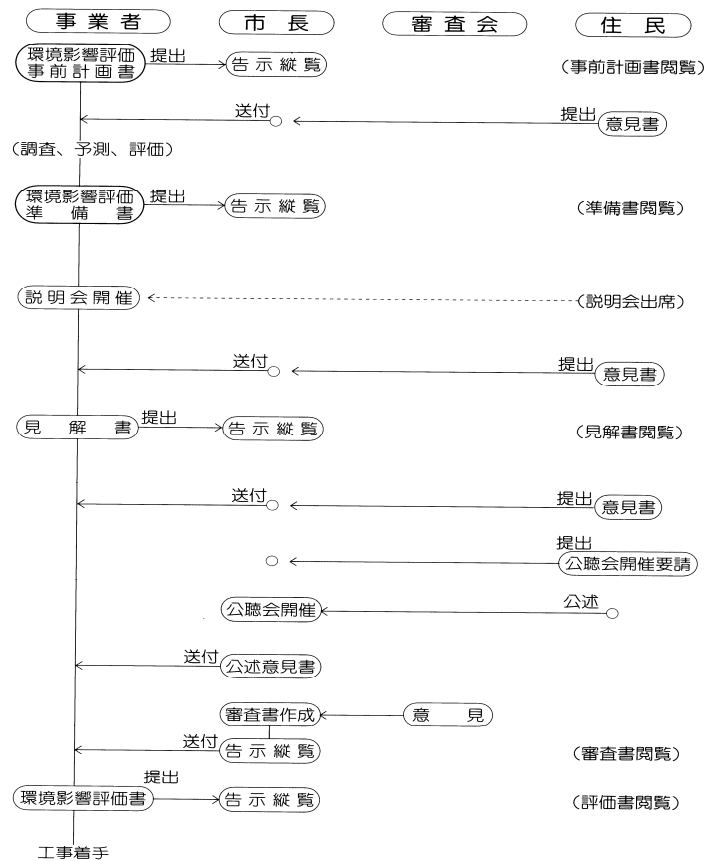 事業者 市長 審査会 住民
環境影響評価
事前計画書
提出
告示縦覧
(事前計画書閲覧)
送付
提出
意見書
(調査、予測、評価)
環境影響評価
準備書
提出
告示縦覧
(準備書閲覧)
説明会開催
(説明会出席)
送付
提出
意見書
見解書
提出
告示縦覧
(見解書閲覧)
送付
提出
意見書
提出
公聴会開催要請
公聴会開催
公述
送付
公述意見書
審査書作成
意見
送付
告示縦覧
(審査書閲覧)
環境影響評価書
提出
告示縦覧
(評価書閲覧)
工事着手